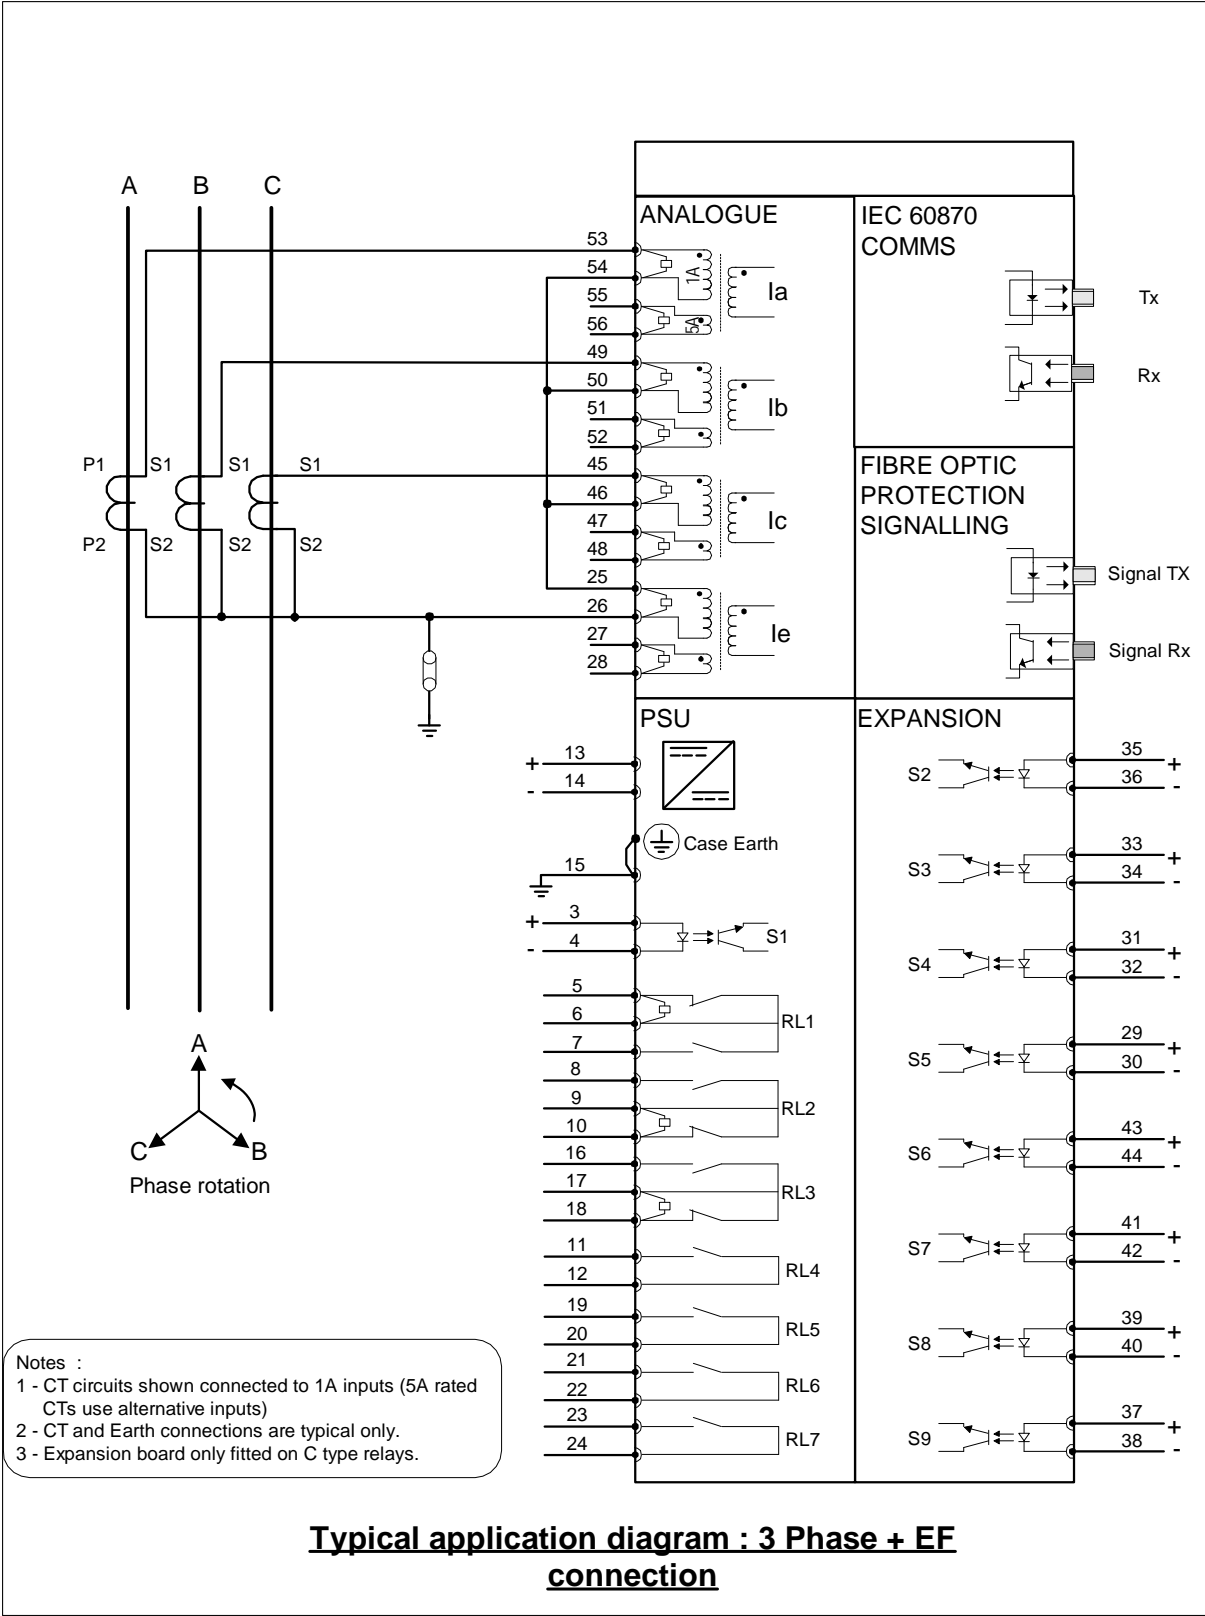 A B C
ANALOGUE
IEC 60870
COMMS
53
54
55
56
1A
5A
Ia
Tx
Rx
49
50
51
52
Ib
P1 S1 S1 S1
P2 S2 S2 S2
45
46
47
48
Ic
FIBRE OPTIC
PROTECTION
SIGNALLING
Signal TX
Signal Rx
25
26
27
28
Ie
PSU
+ 13
- 14
Case Earth
15
+ 3
- 4
S1
5
6
7
RL1
8
9
10
RL2
16
17
18
RL3
11
12
RL4
19
20
RL5
21
22
RL6
23
24
RL7
EXPANSION
S2
35 +
36 -
S3
33 +
34 -
S4
31 +
32 -
S5
29 +
30 -
S6
43 +
44 -
S7
41 +
42 -
S8
39 +
40 -
S9
37 +
38 -
A
C B
Phase rotation
Notes :
1 - CT circuits shown connected to 1A inputs (5A rated
CTs use alternative inputs)
2 - CT and Earth connections are typical only.
3 - Expansion board only fitted on C type relays.
Typical application diagram : 3 Phase + EF
connection